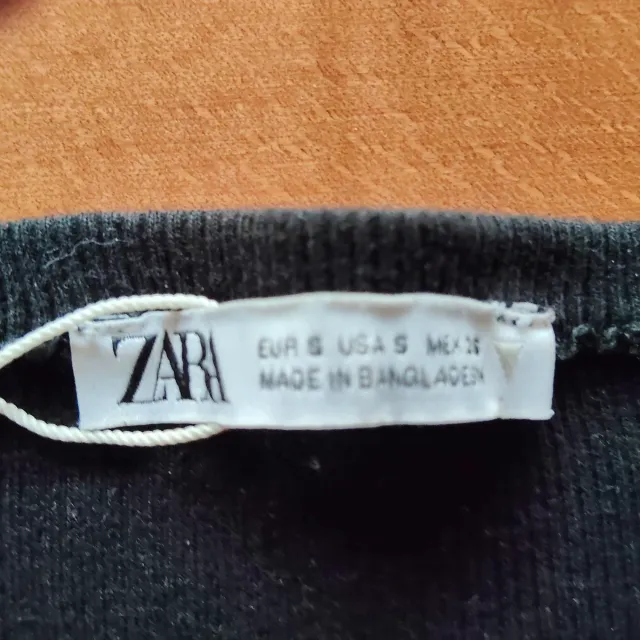 ZARA
EUR S USA S MEX 26
MADE IN BANGLADESH